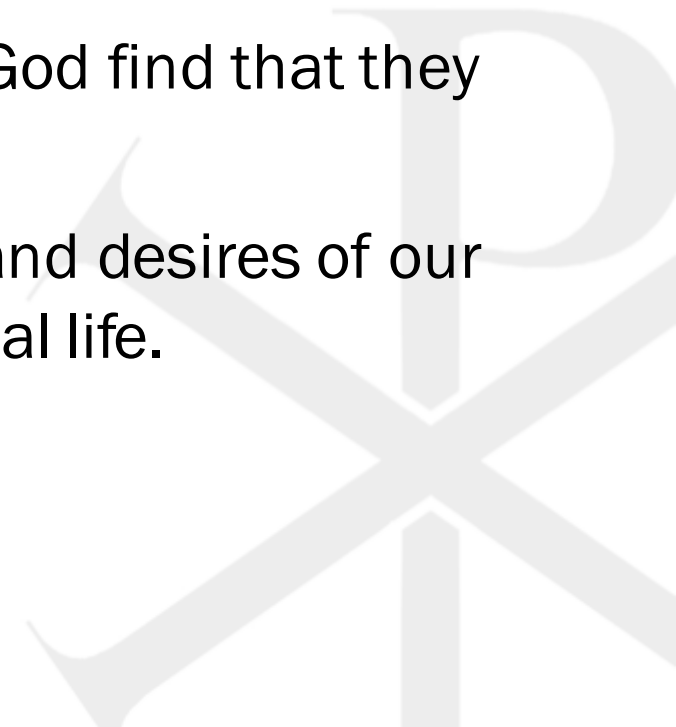 God find that they
and desires of our
al life.